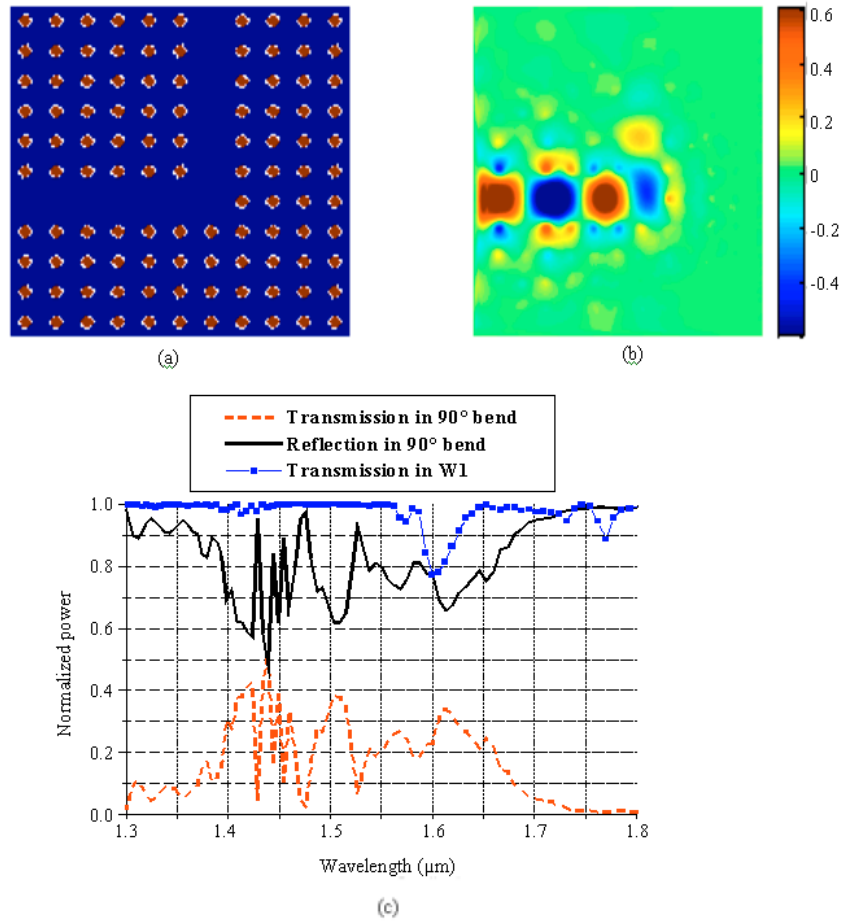 0.6
0.4
0.2
0
-0.2
-0.4
(a)
(b)
Transmission in 90° bend
Reflection in 90° bend
Transmission in W1
1.0
0.8
0.6
0.4
0.2
0.0
Normalized power
1.3 1.4 1.5 1.6 1.7 1.8
Wavelength (µm)
(c)